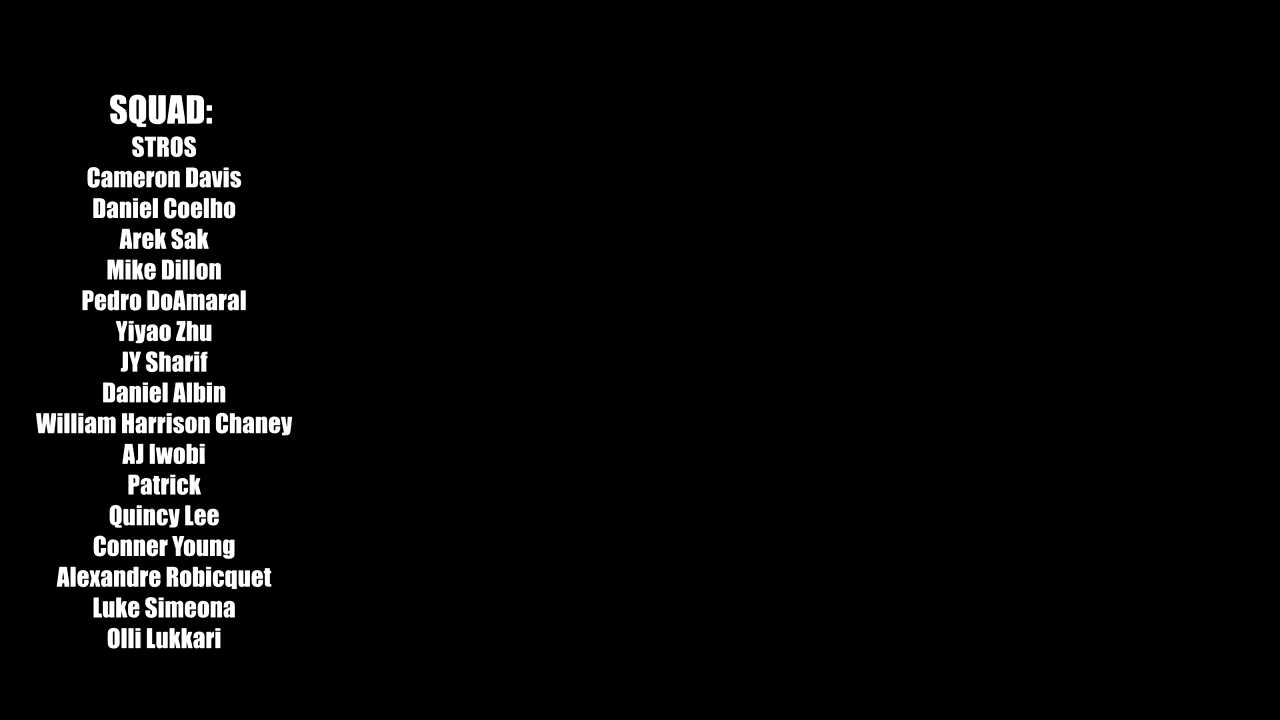 SQUAD:
STROS
Cameron Davis
Daniel Coelho
Arek Sak
Mike Dillon
Pedro DoAmaral
Yiyao Zhu
JY Sharif
Daniel Albin
William Harrison Chaney
AJ Iwobi
Patrick
Quincy Lee
Conner Young
Alexandre Robicquet
Luke Simeona
Olli Lukkari